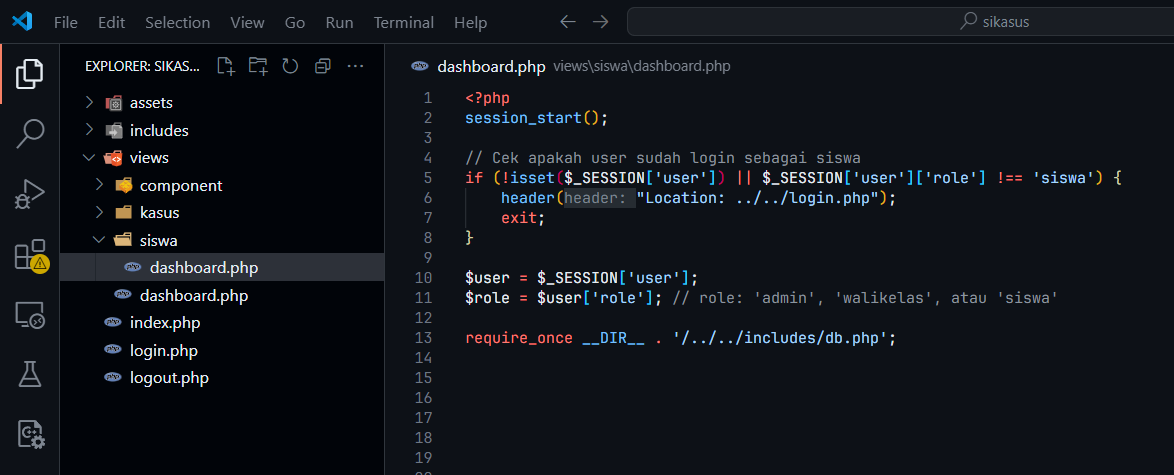 File Edit Selection View Go Run Terminal Help
sikasus
EXPLORER: SIKAS...
assets
includes
views
component
kasus
siswa
dashboard.php
dashboard.php
index.php
login.php
logout.php
dashboard.php views\siswa\dashboard.php
1 <?php
2 session_start();
3
4 // Cek apakah user sudah login sebagai siswa
5 if (!isset($_SESSION['user']) || $_SESSION['user']['role'] !== 'siswa') {
6     header(header: "Location: ../../login.php");
7     exit;
8 }
9
10 $user = $_SESSION['user'];
11 $role = $user['role']; // role: 'admin', 'walikelas', atau 'siswa'
12
13 require_once __DIR__ . '/../../includes/db.php';
14
15
16
17
18
19